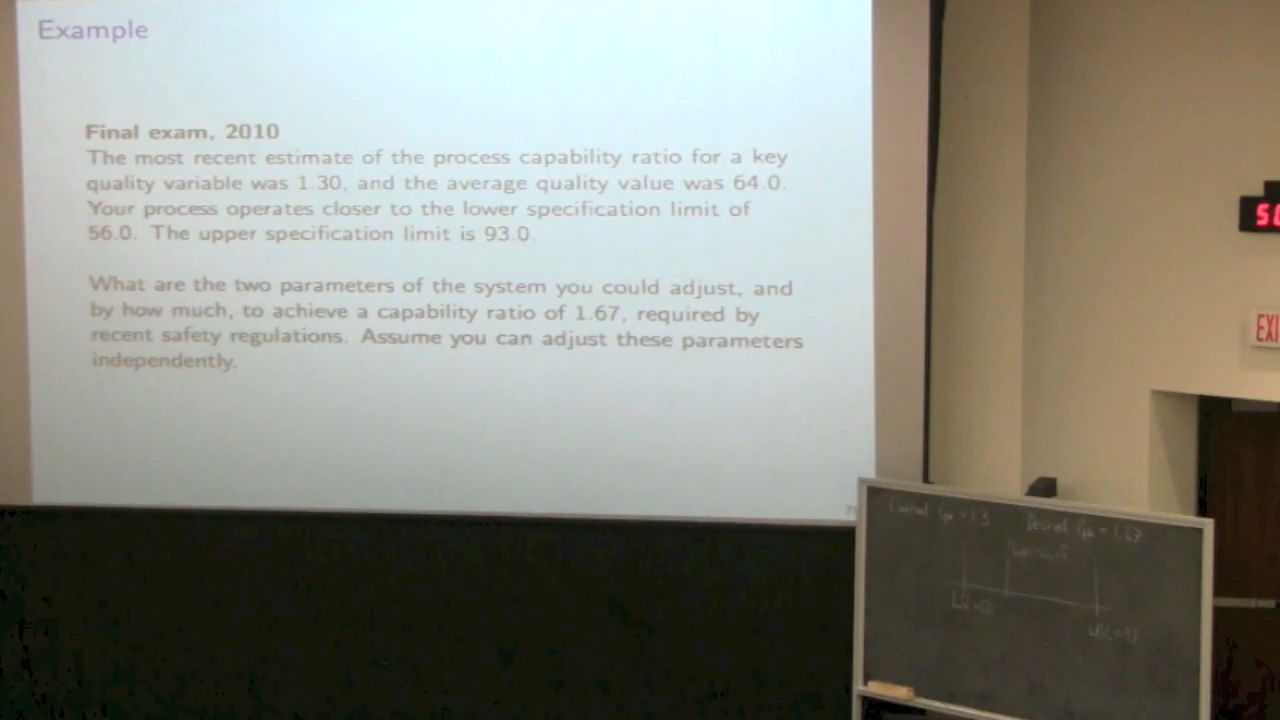 Example
Final exam, 2010
The most recent estimate of the process capability ratio for a key
quality variable was 1.30, and the average quality value was 64.0.
Your process operates closer to the lower specification limit of
56.0. The upper specification limit is 93.0.
What are the two parameters of the system you could adjust, and
by how much, to achieve a capability ratio of 1.67, required by
recent safety regulations. Assume you can adjust these parameters
independently.
EXI
Desired Cpk = 1.67